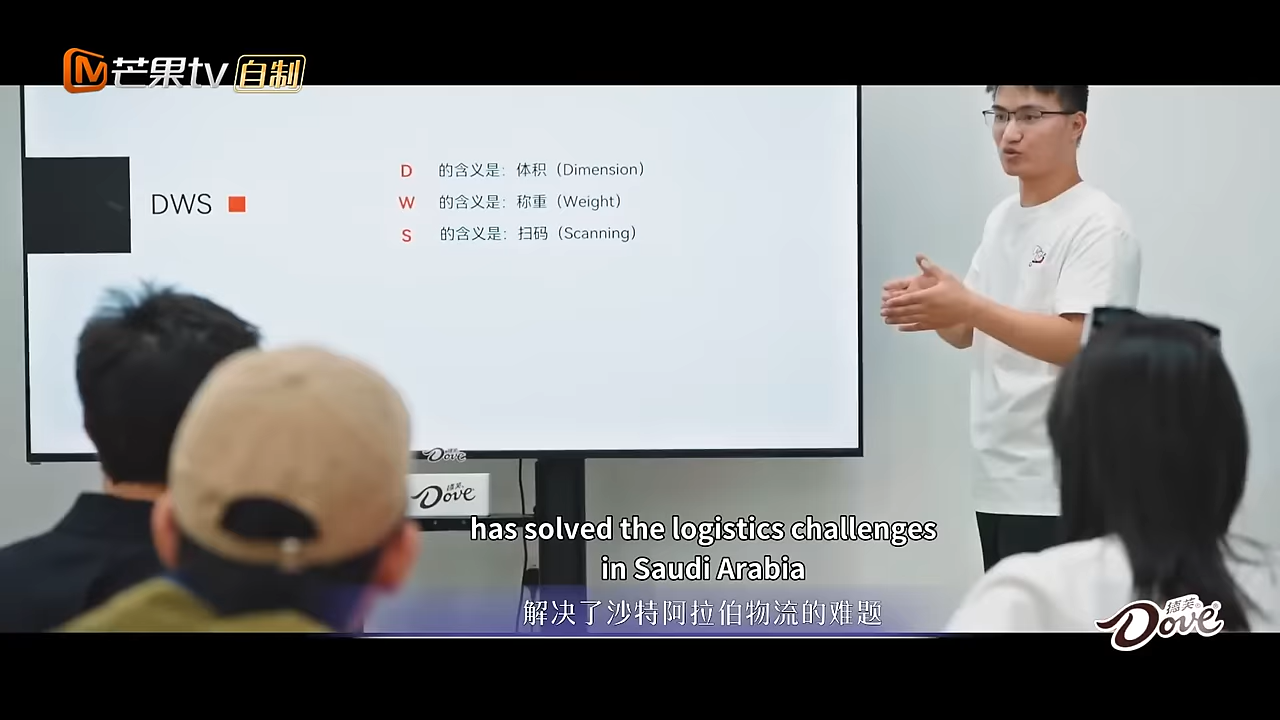 芒果tv 自制
D 的含义是：体积（Dimension）
DWS
W 的含义是：称重（Weight）
S 的含义是：扫码（Scanning）
Dove
Dove
has solved the logistics challenges
in Saudi Arabia
解决了沙特阿拉伯物流的难题
德芙
Dove